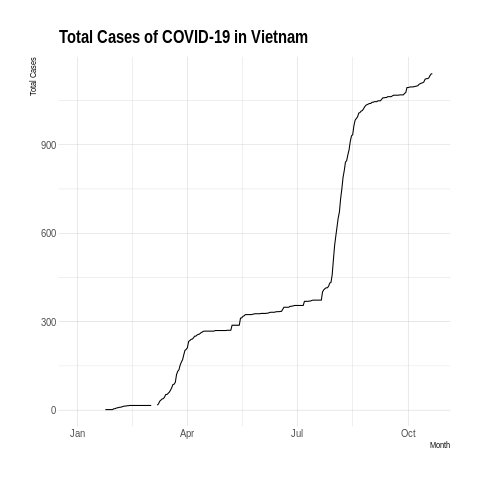 Total Cases of COVID-19 in Vietnam
Total Cases
900
600
300
0
Jan Apr Jul Oct
Month